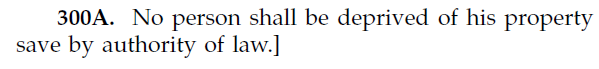 300A. No person shall be deprived of his property
save by authority of law.]